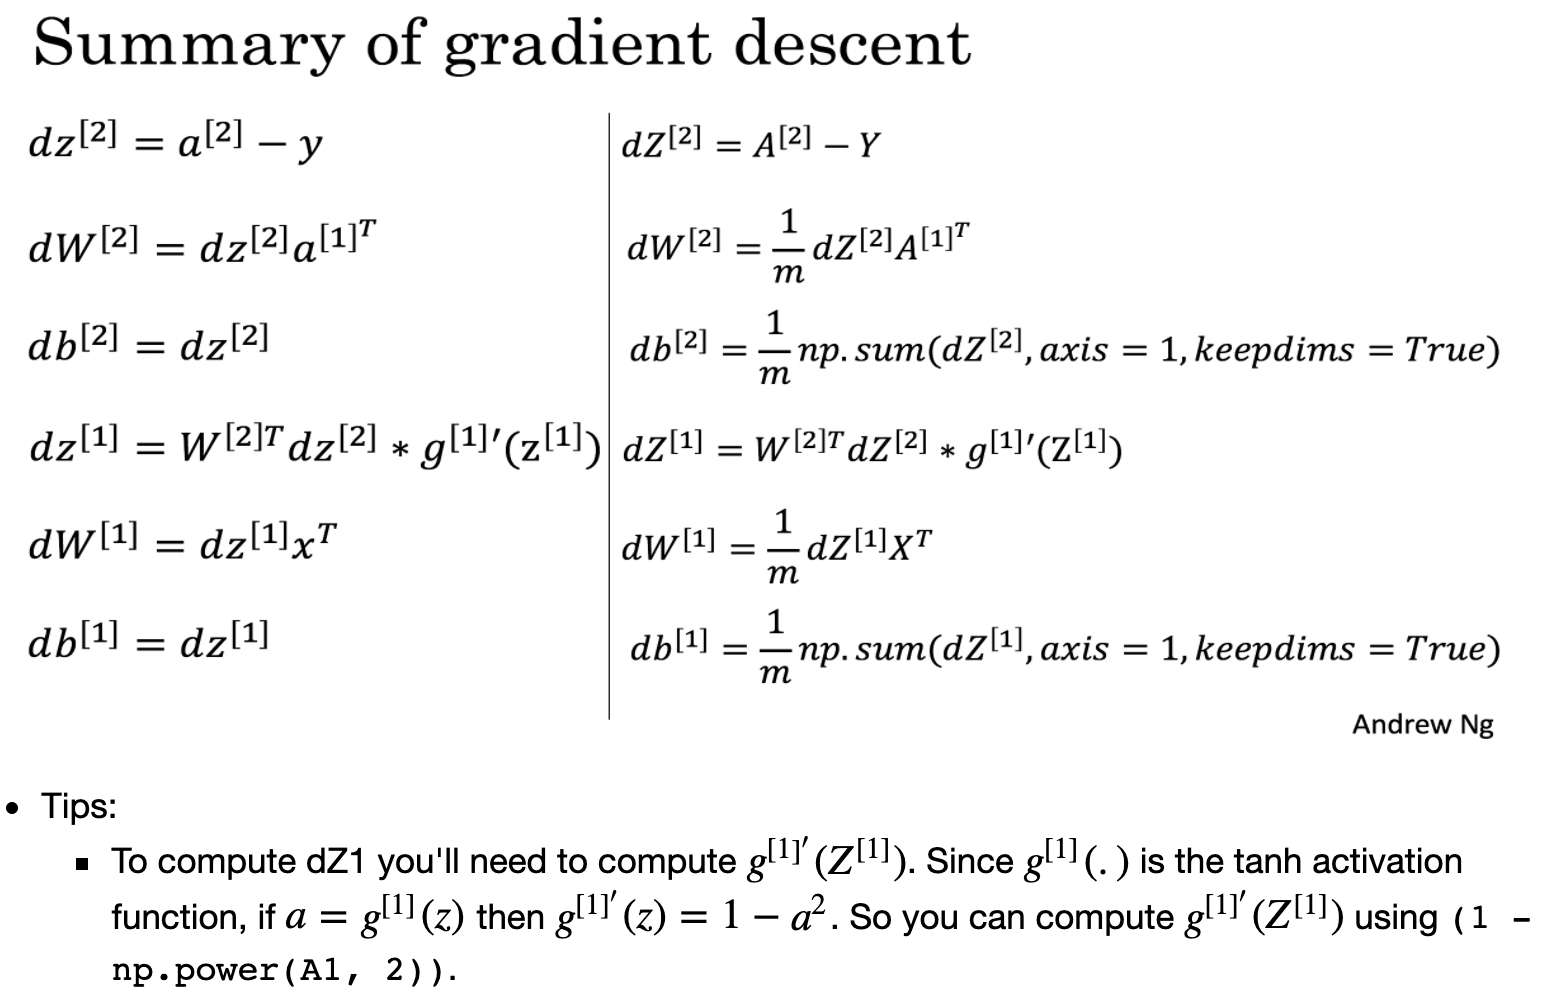 Summary of gradient descent
dz^{[2]} = a^{[2]} − y
dW^{[2]} = dz^{[2]}a^{[1]^T}
db^{[2]} = dz^{[2]}
dz^{[1]} = W^{[2]T}dz^{[2]} ∗ g^{[1]}′(z^{[1]})
dW^{[1]} = dz^{[1]}x^T
db^{[1]} = dz^{[1]}
dZ^{[2]} = A^{[2]} − Y
dW^{[2]} = \frac{1}{m}dZ^{[2]}A^{[1]^T}
db^{[2]} = \frac{1}{m}np.sum(dZ^{[2]}, axis = 1, keepdims = True)
dZ^{[1]} = W^{[2]T}dZ^{[2]} ∗ g^{[1]}′(Z^{[1]})
dW^{[1]} = \frac{1}{m}dZ^{[1]}X^T
db^{[1]} = \frac{1}{m}np.sum(dZ^{[1]}, axis = 1, keepdims = True)
Andrew Ng
• Tips:
▪ To compute dZ1 you'll need to compute g^{[1]′}(Z^{[1]}). Since g^{[1]}(.) is the tanh activation
function, if a = g^{[1]}(z) then g^{[1]′}(z) = 1 − a^2. So you can compute g^{[1]′}(Z^{[1]}) using (1 -
np.power(A1, 2)).